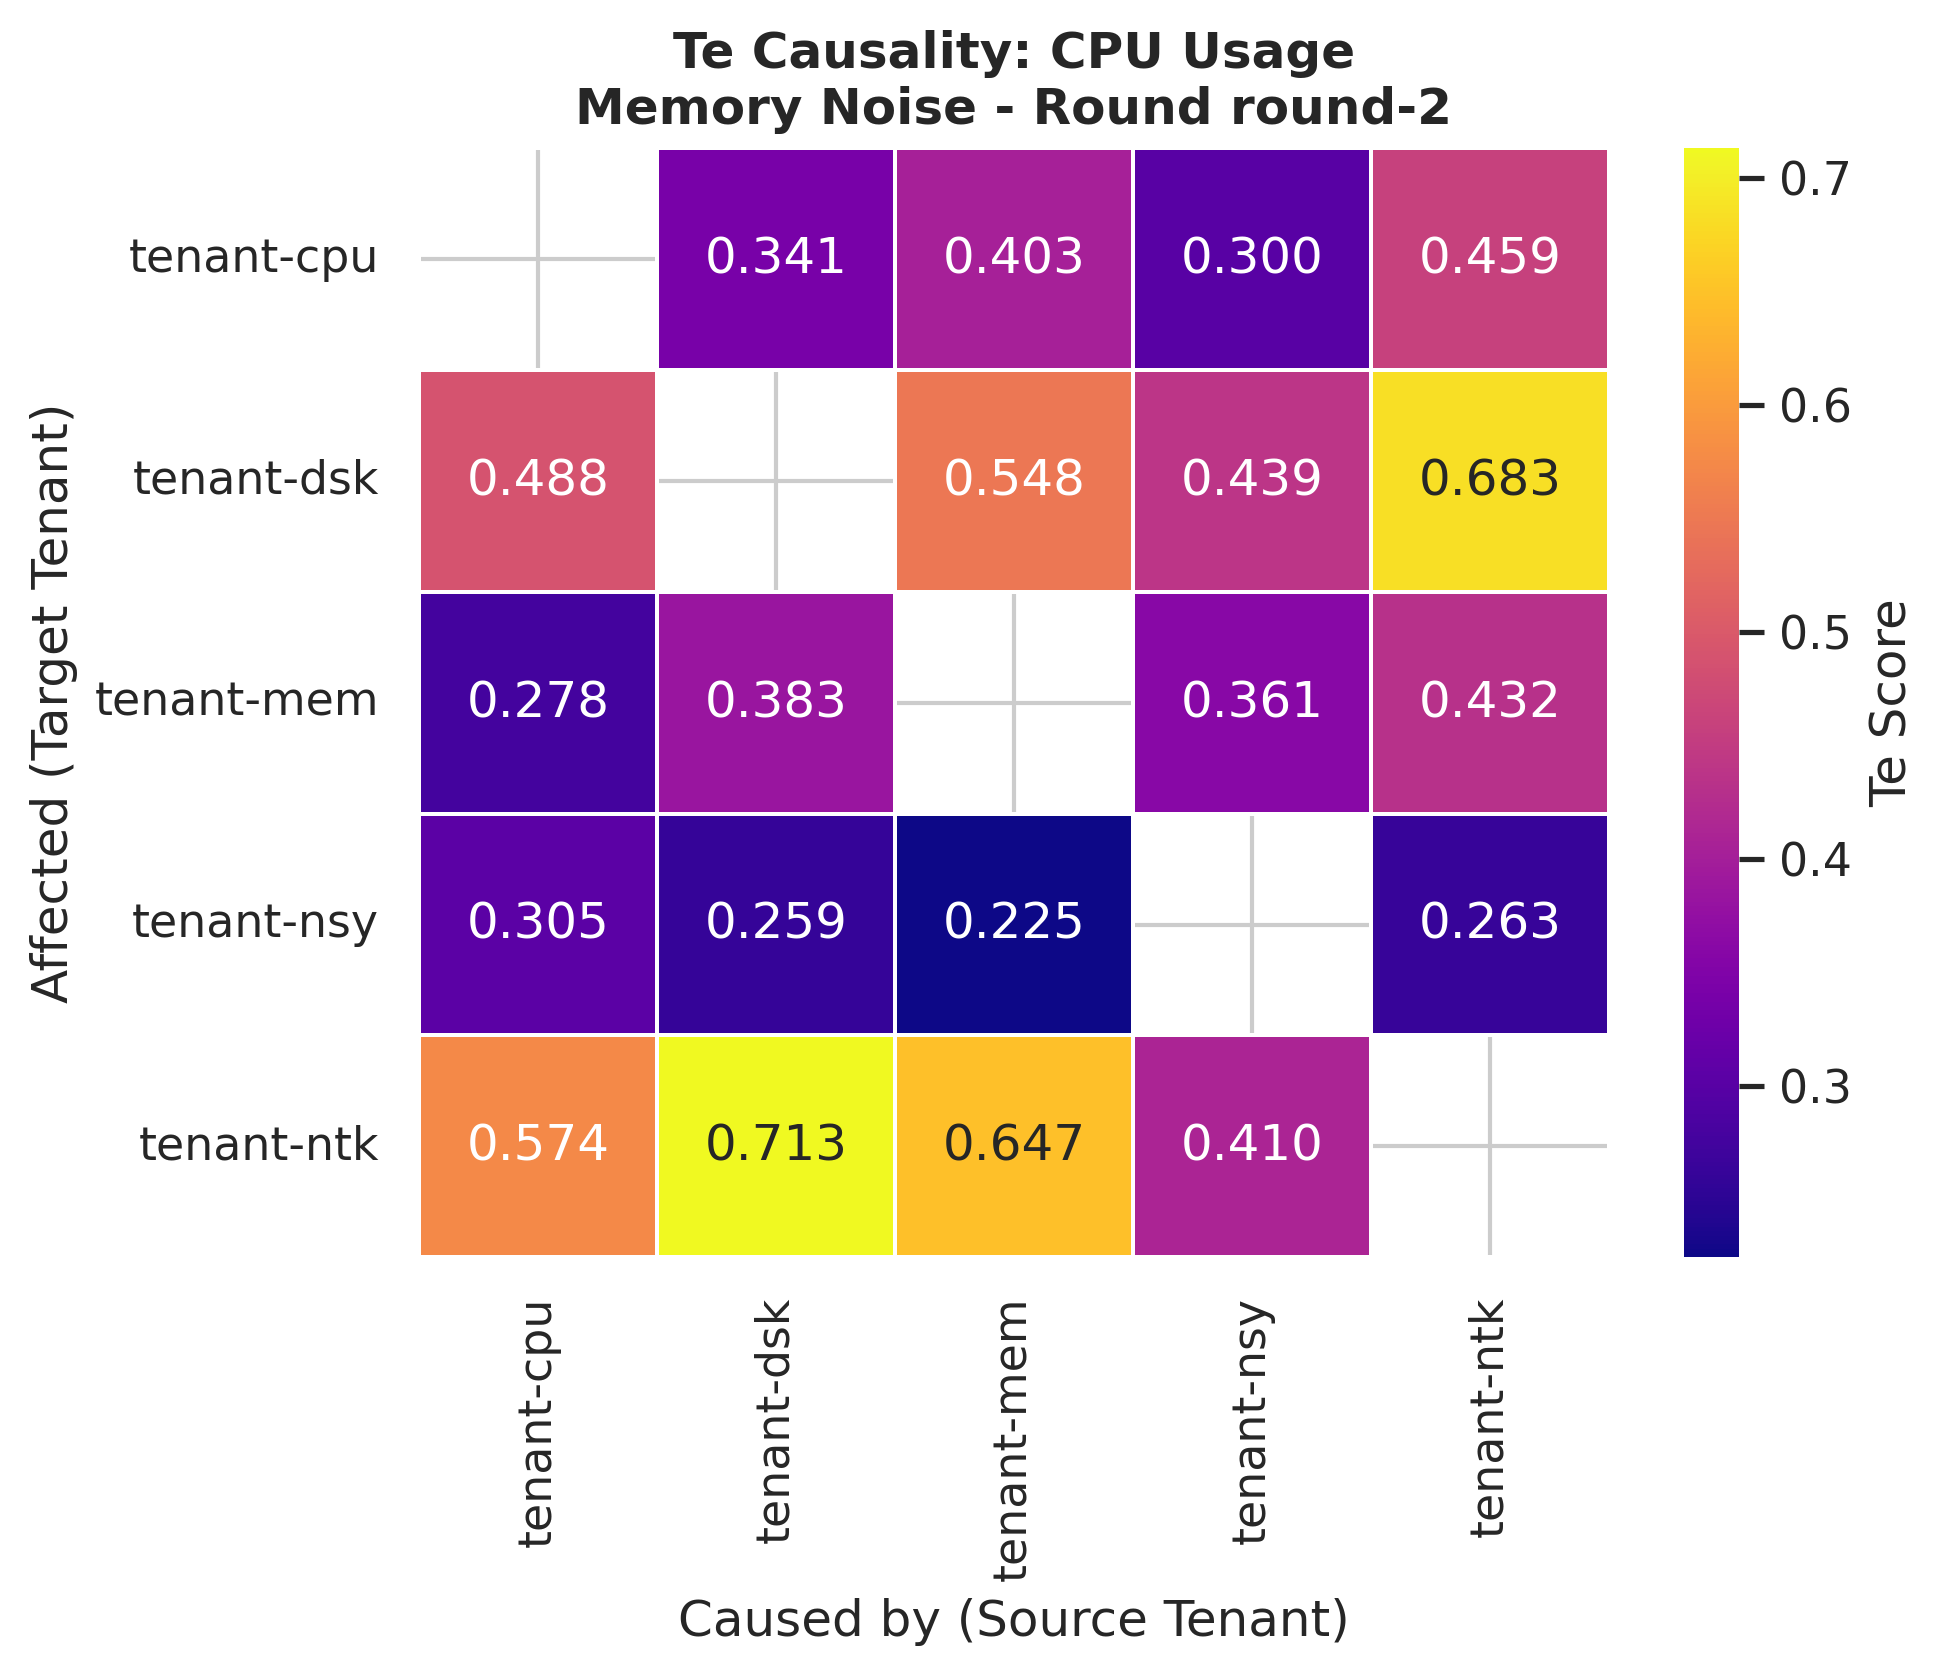 Te Causality: CPU Usage
Memory Noise - Round round-2
tenant-cpu 0.341 0.403 0.300 0.459
tenant-dsk 0.488 0.548 0.439 0.683
tenant-mem 0.278 0.383 0.361 0.432
tenant-nsy 0.305 0.259 0.225 0.263
tenant-ntk 0.574 0.713 0.647 0.410
Affected (Target Tenant)
tenant-cpu
tenant-dsk
tenant-mem
tenant-nsy
tenant-ntk
Caused by (Source Tenant)
0.7
0.6
0.5
0.4
0.3
Te Score